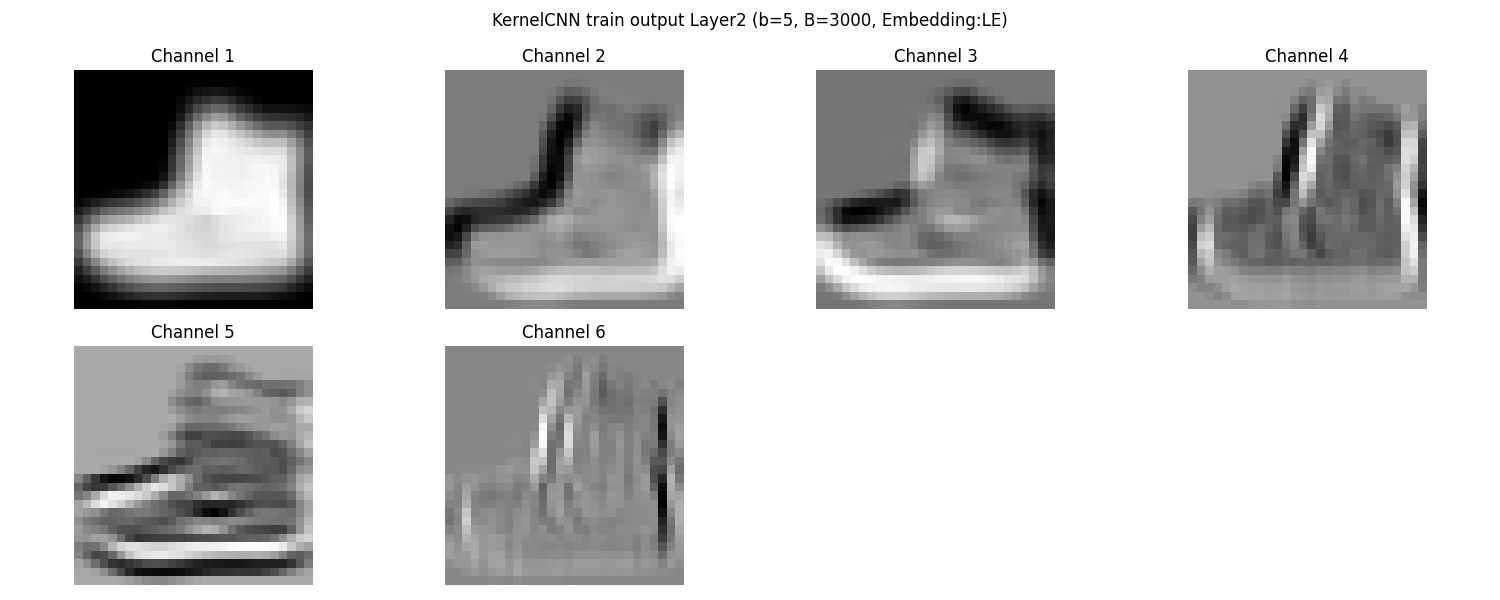 KernelCNN train output Layer2 (b=5, B=3000, Embedding:LE)
Channel 1
Channel 2
Channel 3
Channel 4
Channel 5
Channel 6